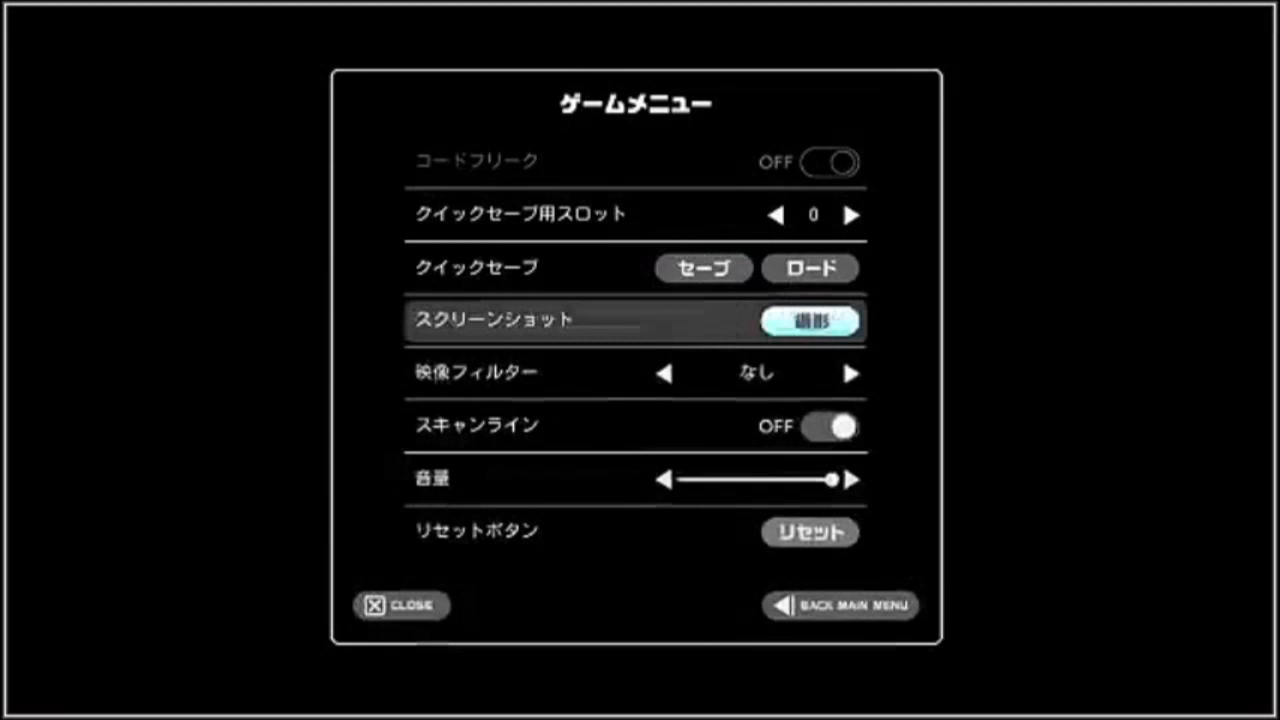 ゲームメニュー
コードフリーク OFF
クイックセーブ用スロット 0
クイックセーブ セーブ ロード
スクリーンショット 撮影
映像フィルター なし
スキャンライン OFF
音量
リセットボタン リセット
CLOSE BACK MAIN MENU